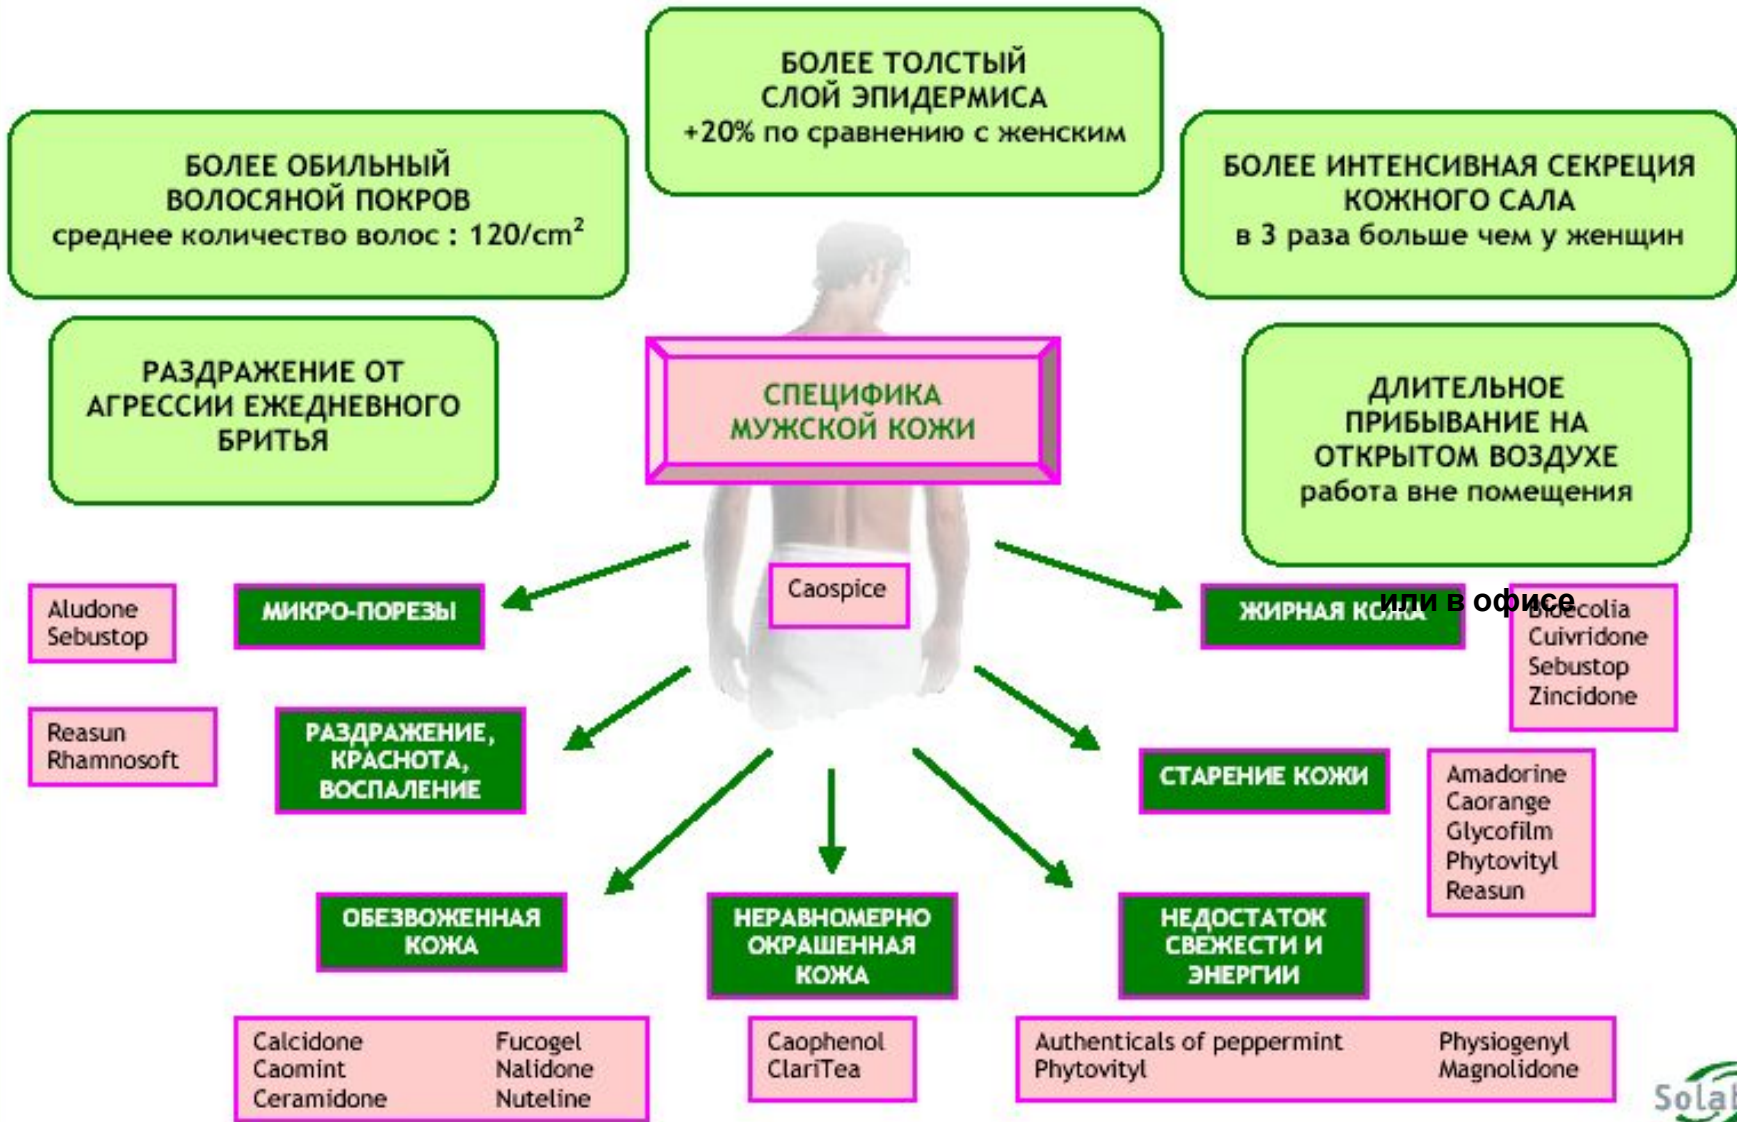 БОЛЕЕ ТОЛСТЫЙ
СЛОЙ ЭПИДЕРМИСА
+20% по сравнению с женским
БОЛЕЕ ОБИЛЬНЫЙ
ВОЛОСЯНОЙ ПОКРОВ
среднее количество волос : 120/cm²
БОЛЕЕ ИНТЕНСИВНАЯ СЕКРЕЦИЯ
КОЖНОГО САЛА
в 3 раза больше чем у женщин
РАЗДРАЖЕНИЕ ОТ
АГРЕССИИ ЕЖЕДНЕВНОГО
БРИТЬЯ
СПЕЦИФИКА
МУЖСКОЙ КОЖИ
ДЛИТЕЛЬНОЕ
ПРИБЫВАНИЕ НА
ОТКРЫТОМ ВОЗДУХЕ
работа вне помещения
или в офисе
Aludone
Sebustop
МИКРО-ПОРЕЗЫ
Caospice
ЖИРНАЯ КОЖА
Bioecolia
Cuivridone
Sebustop
Zincidone
Reasun
Rhamnosoft
РАЗДРАЖЕНИЕ,
КРАСНОТА,
ВОСПАЛЕНИЕ
СТАРЕНИЕ КОЖИ
Amadorine
Caorange
Glycofilm
Phytovityl
Reasun
ОБЕЗВОЖЕННАЯ
КОЖА
НЕРАВНОМЕРНО
ОКРАШЕННАЯ
КОЖА
НЕДОСТАТОК
СВЕЖЕСТИ И
ЭНЕРГИИ
Calcidone
Caomint
Ceramidone
Fucogel
Nalidone
Nuteline
Caophenol
ClariTea
Authenticals of peppermint
Phytovityl
Physiogenyl
Magnolidone